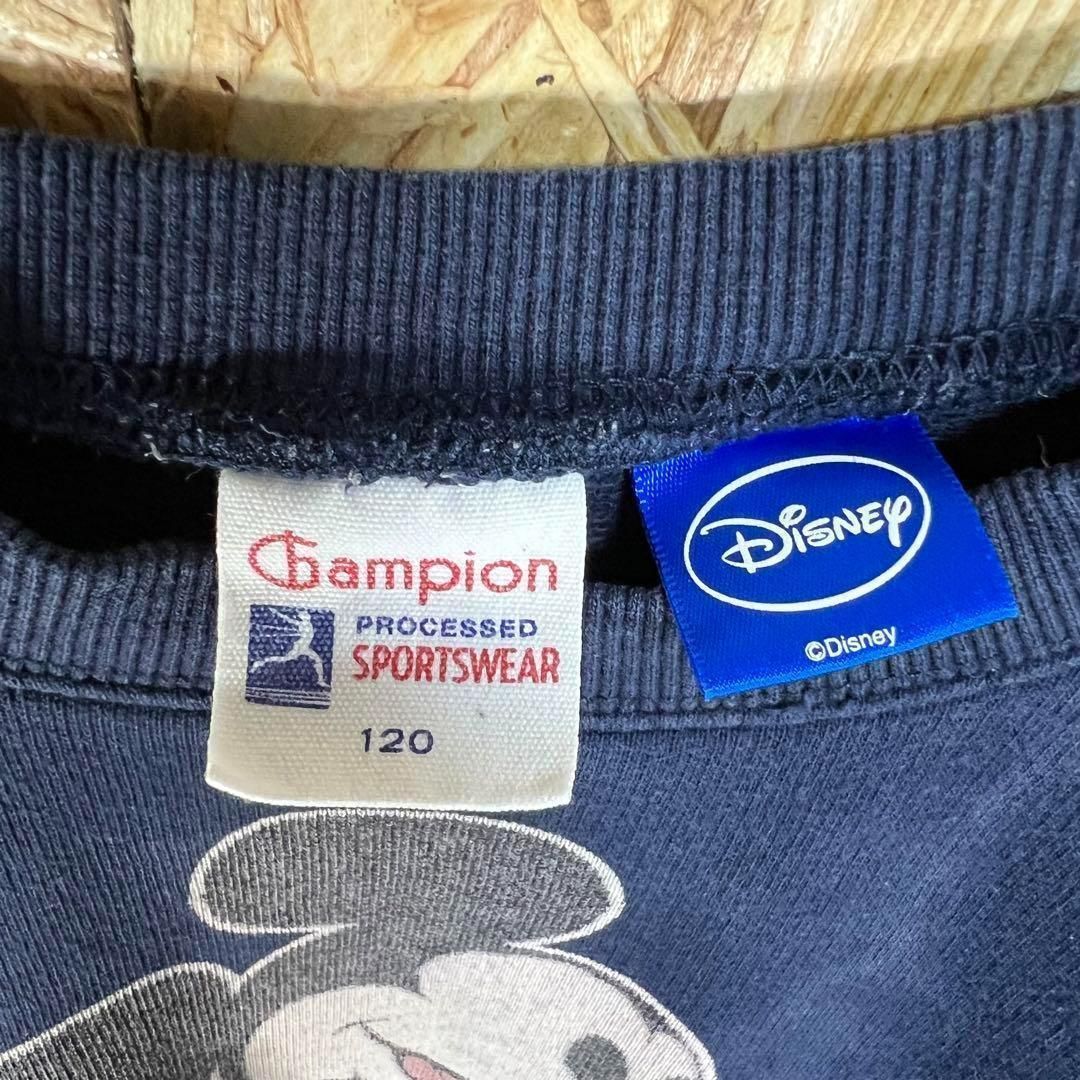 Champion
PROCESSED
SPORTSWEAR
120
DISNEY
©Disney